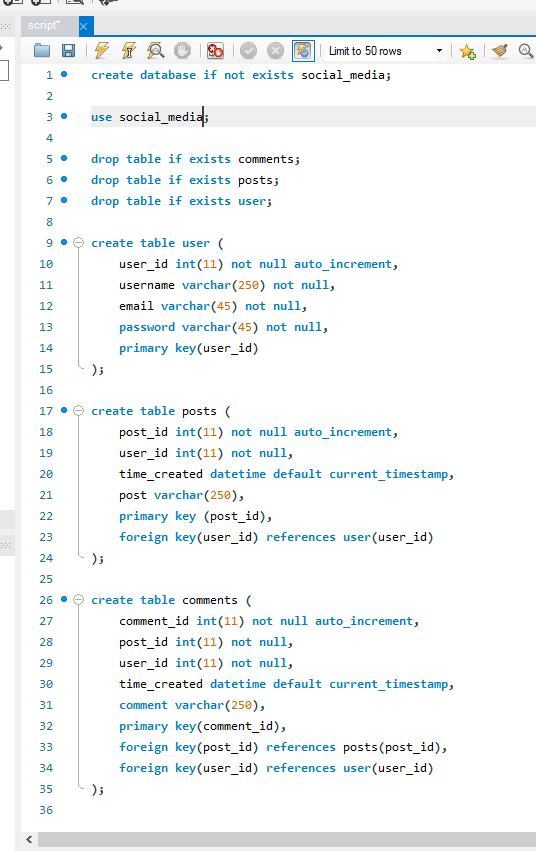 script*
Limit to 50 rows
1 create database if not exists social_media;
2
3 use social_media;
4
5 drop table if exists comments;
6 drop table if exists posts;
7 drop table if exists user;
8
9 create table user (
10 user_id int(11) not null auto_increment,
11 username varchar(250) not null,
12 email varchar(45) not null,
13 password varchar(45) not null,
14 primary key(user_id)
15 );
16
17 create table posts (
18 post_id int(11) not null auto_increment,
19 user_id int(11) not null,
20 time_created datetime default current_timestamp,
21 post varchar(250),
22 primary key (post_id),
23 foreign key(user_id) references user(user_id)
24 );
25
26 create table comments (
27 comment_id int(11) not null auto_increment,
28 post_id int(11) not null,
29 user_id int(11) not null,
30 time_created datetime default current_timestamp,
31 comment varchar(250),
32 primary key(comment_id),
33 foreign key(post_id) references posts(post_id),
34 foreign key(user_id) references user(user_id)
35 );
36